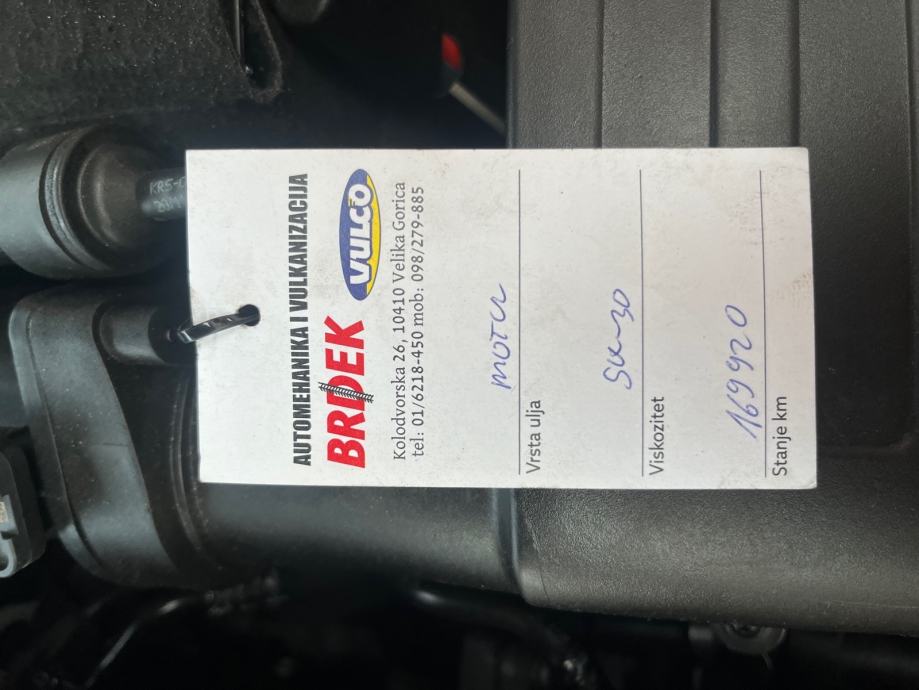 AUTOMEHANIKA I VULKANIZACIJA
BRDEK VULCO
Kolodvorska 26, 10410 Velika Gorica
tel: 01/6218-450 mob: 098/279-885
Vrsta ulja
Viskozitet
5W-30
Stanje km
169920